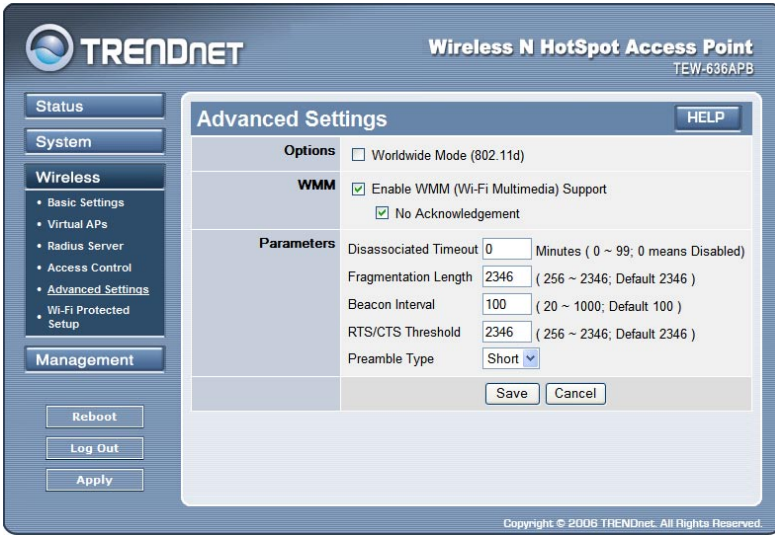 TRENDNET
Wireless N HotSpot Access Point
TEW-636APB
Status
System
Wireless
• Basic Settings
• Virtual APs
• Radius Server
• Access Control
• Advanced Settings
• Wi-Fi Protected
Setup
Management
Reboot
Log Out
Apply
Advanced Settings
HELP
Options
Worldwide Mode (802.11d)
WMM
Enable WMM (Wi-Fi Multimedia) Support
No Acknowledgement
Parameters
Disassociated Timeout 0 Minutes ( 0 ~ 99; 0 means Disabled)
Fragmentation Length 2346 ( 256 ~ 2346; Default 2346 )
Beacon Interval 100 ( 20 ~ 1000; Default 100 )
RTS/CTS Threshold 2346 ( 256 ~ 2346; Default 2346 )
Preamble Type Short
Save Cancel
Copyright © 2006 TRENDnet. All Rights Reserved.